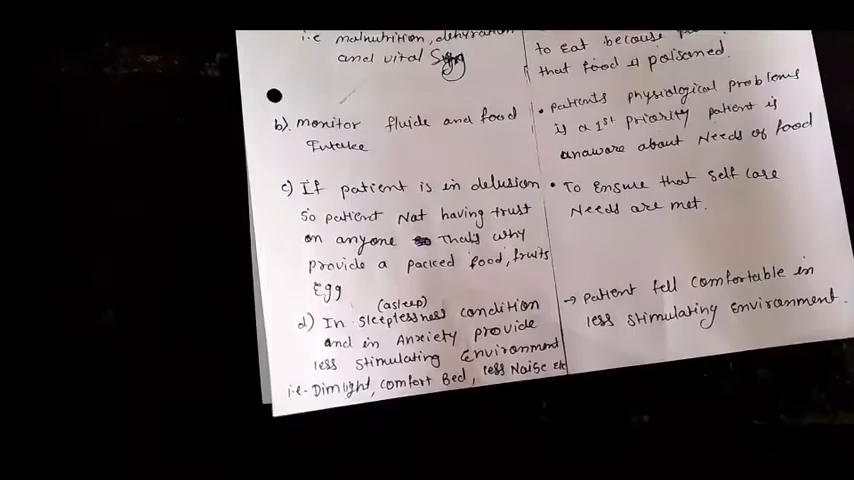 i.e malnutrition, dehyration
and vital Sign
b). monitor fluide and food
Intake
c) If patient is in delusion
so patient Not having trust
on anyone That's why
provide a packed food, fruits
Egg
(asleep)
d) In sleeplessness condition
and in Anxiety provide
less stimulating Environment
i.e- Dimlight, comfort Bed, less Noise etc
to Eat because
that food is poisoned.
• patients physiological problems
is a 1st priority patient is
unaware about Needs of food
• To Ensure that self care
Needs are met.
→ patient fell comfortable in
less stimulating Environment.